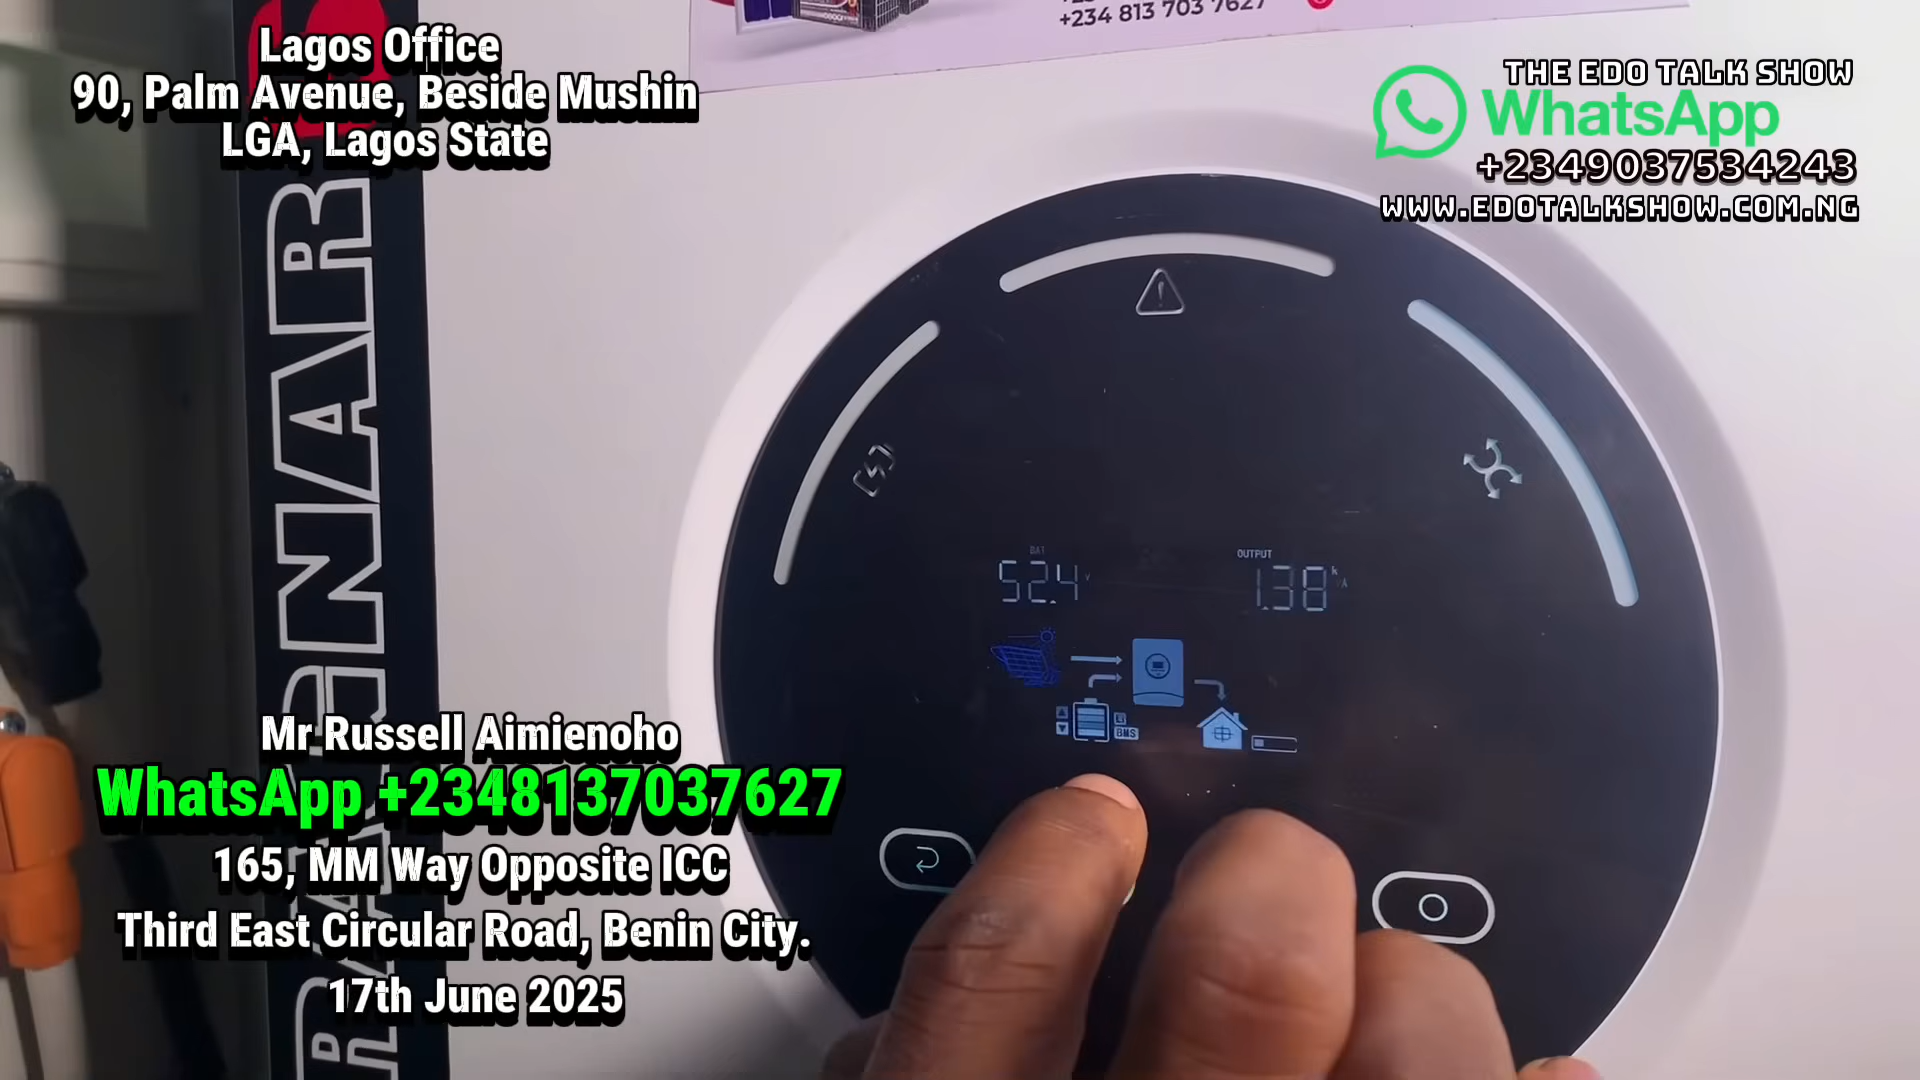 Lagos Office
90, Palm Avenue, Beside Mushin
LGA, Lagos State
+234 813 703 7627
THE EDO TALK SHOW
WhatsApp
+2349037534243
WWW.EDOTALKSHOW.COM.NG
BAT
52.4 V
OUTPUT
1.38 kVA
BMS
Mr Russell Aimienoho
WhatsApp +2348137037627
165, MM Way Opposite ICC
Third East Circular Road, Benin City.
17th June 2025